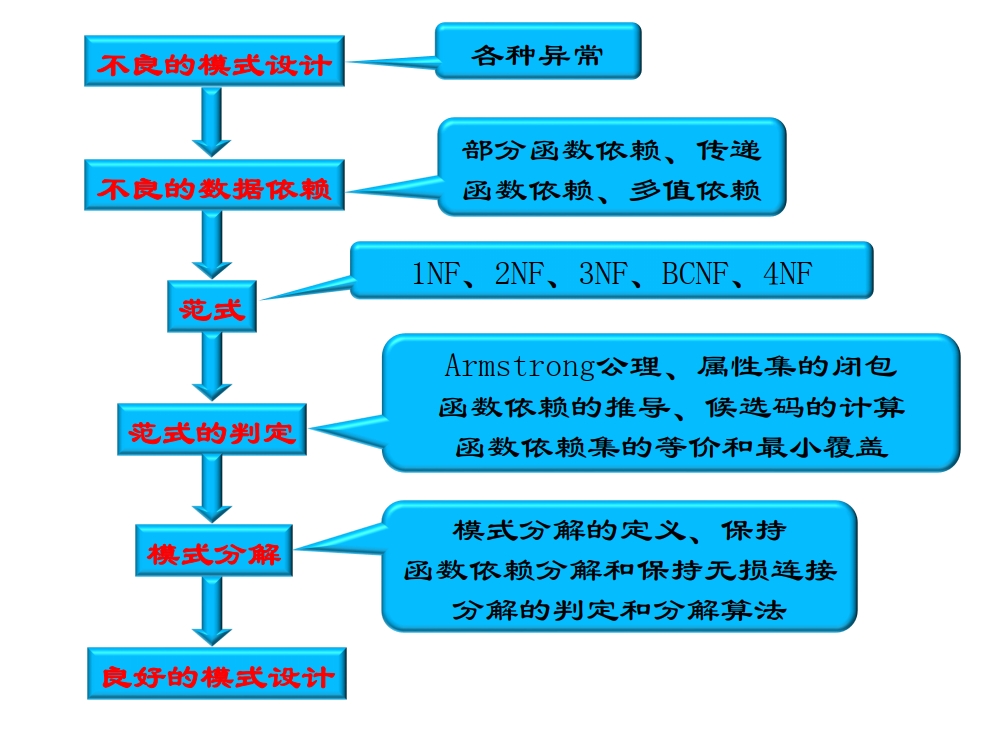 不良的模式设计
各种异常
不良的数据依赖
部分函数依赖、传递
函数依赖、多值依赖
范式
1NF、2NF、3NF、BCNF、4NF
范式的判定
Armstrong公理、属性集的闭包
函数依赖的推导、候选码的计算
函数依赖集的等价和最小覆盖
模式分解
模式分解的定义、保持
函数依赖分解和保持无损连接
分解的判定和分解算法
良好的模式设计